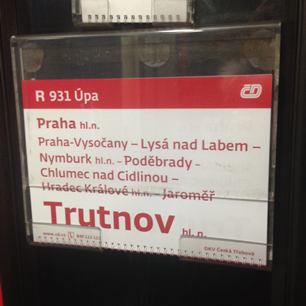 R 931 Úpa
ČD
Praha hl.n.
Praha-Vysočany – Lysá nad Labem –
Nymburk hl.n. – Poděbrady –
Chlumec nad Cidlinou –
Hradec Králové hl.n. – Jaroměř
Trutnov hl. n.
www.cd.cz
DKV Česká Třebová